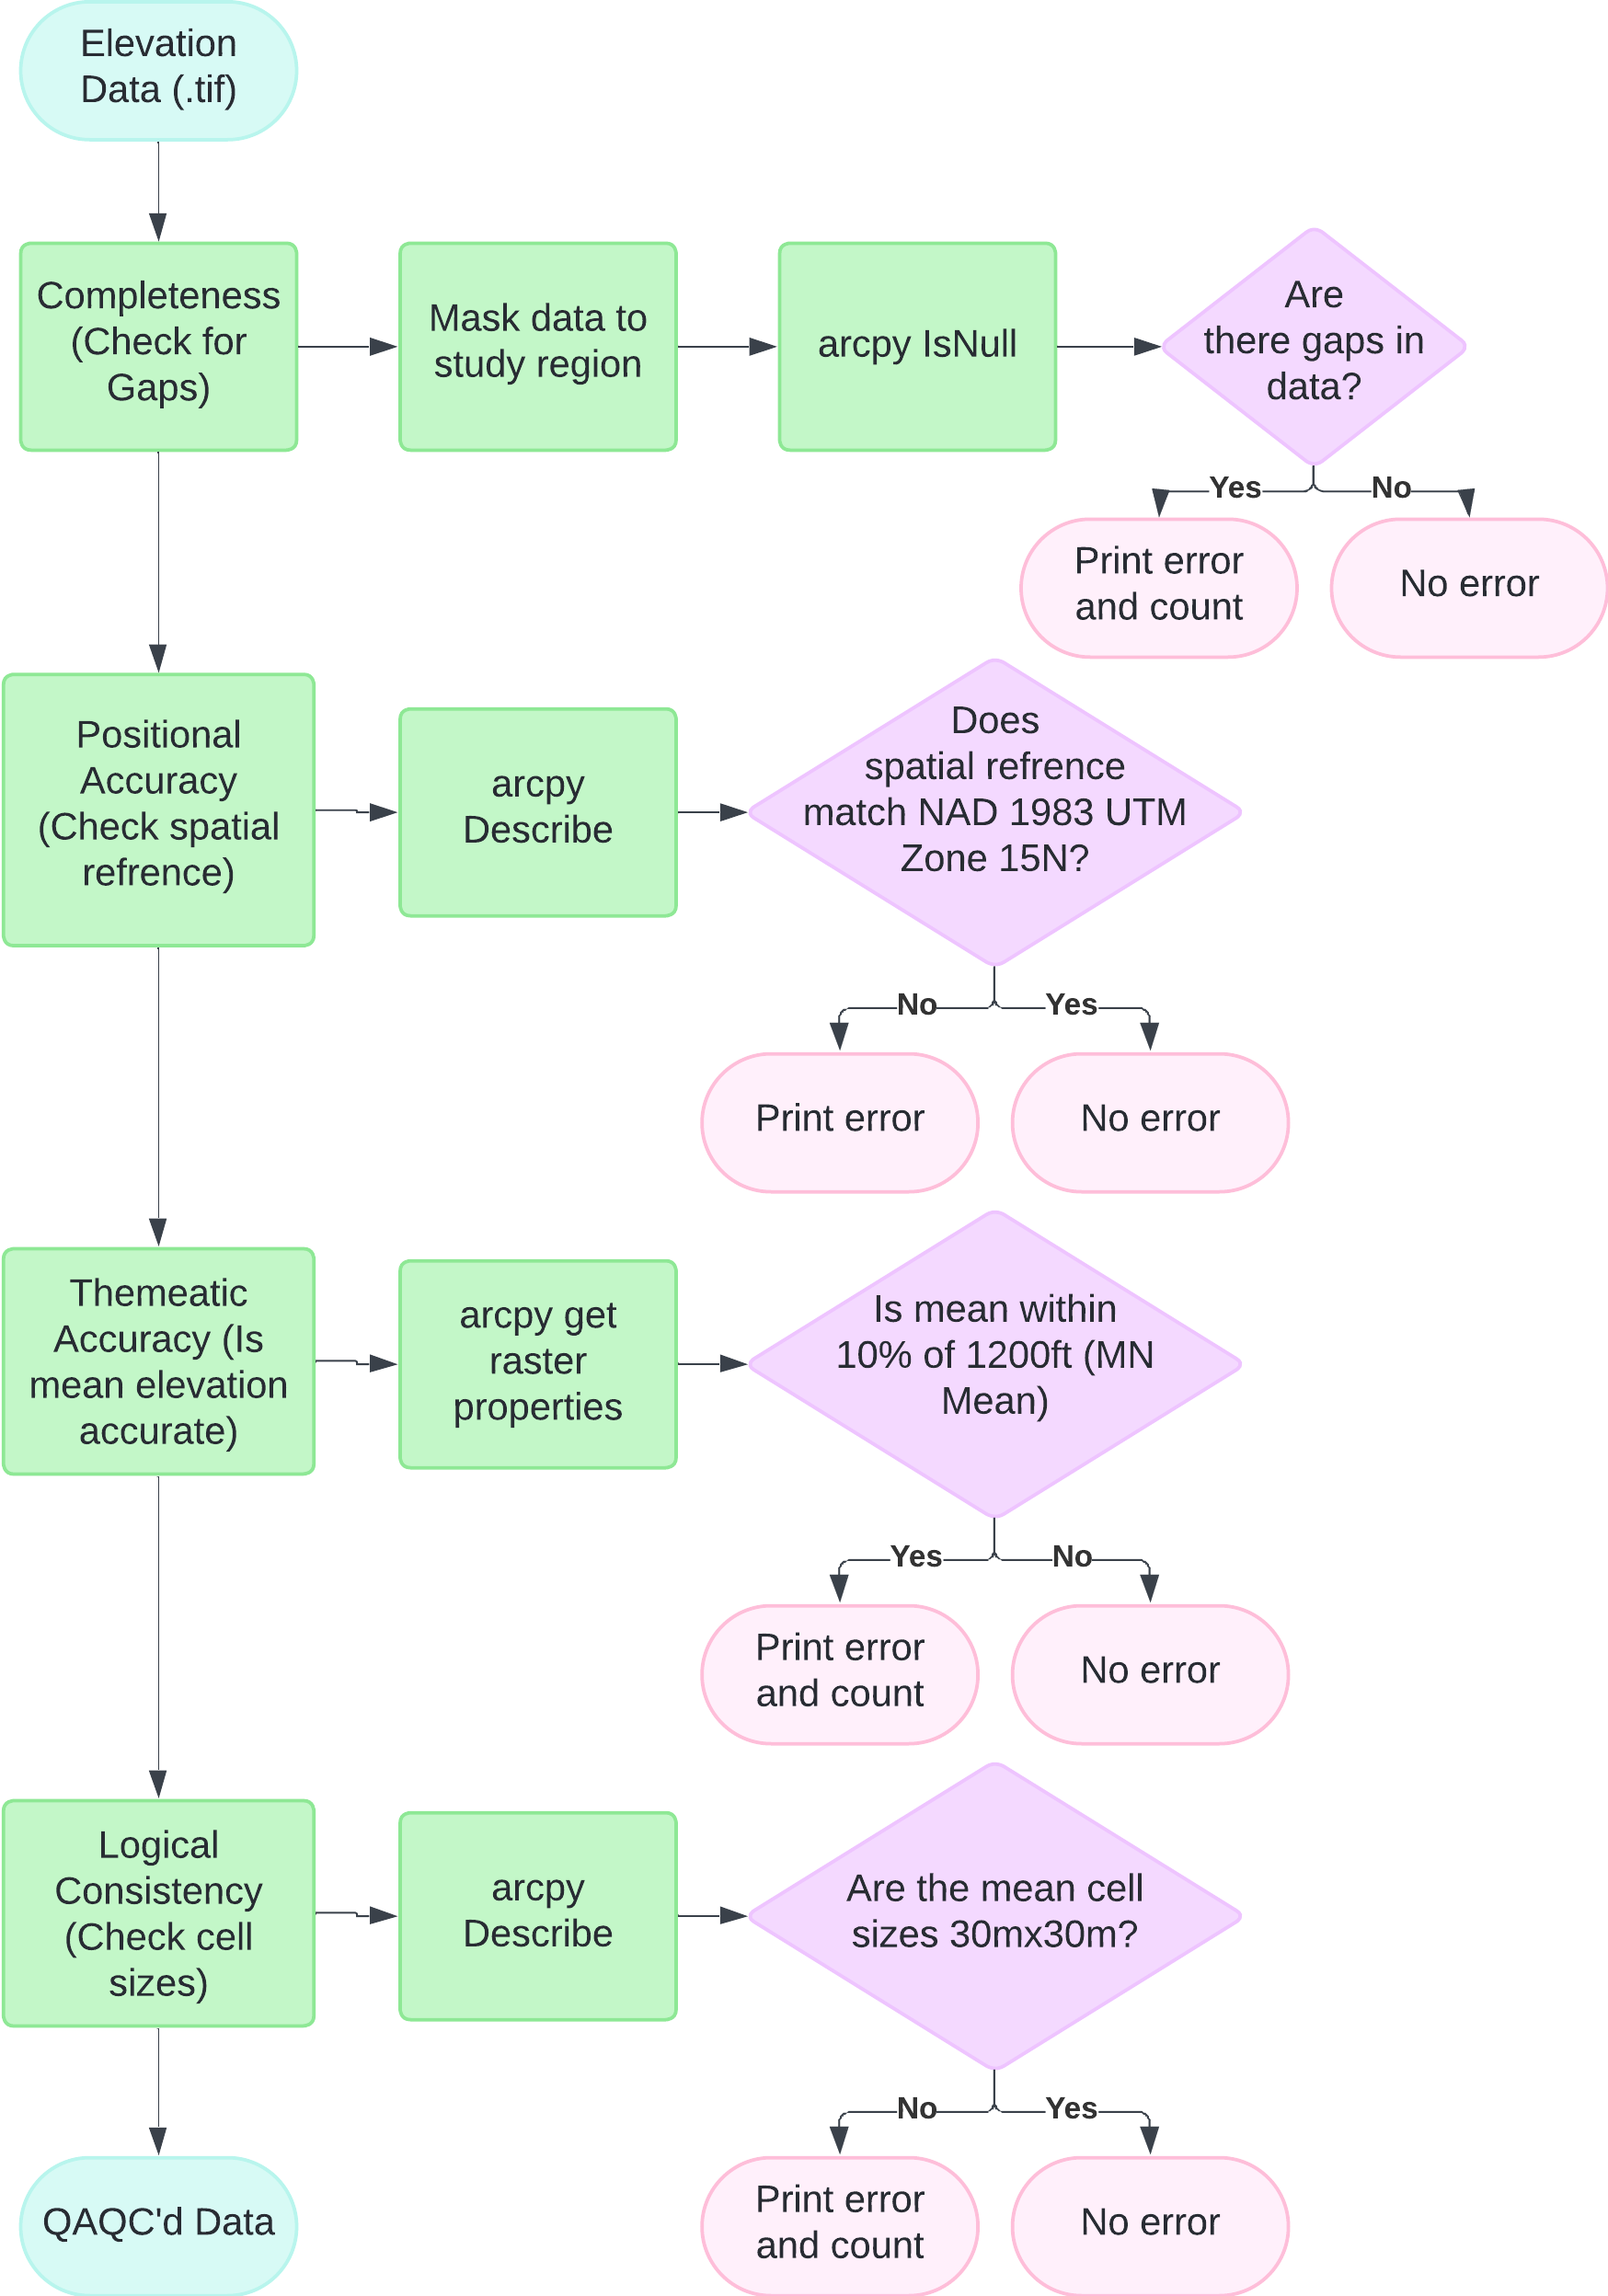 Elevation
Data (.tif)
Completeness
(Check for
Gaps)
Mask data to
study region
arcpy IsNull
Are
there gaps in
data?
Yes
No
Print error
and count
No error
Positional
Accuracy
(Check spatial
refrence)
arcpy
Describe
Does
spatial refrence
match NAD 1983 UTM
Zone 15N?
No
Yes
Print error
No error
Themeatic
Accuracy (Is
mean elevation
accurate)
arcpy get
raster
properties
Is mean within
10% of 1200ft (MN
Mean)
Yes
No
Print error
and count
No error
Logical
Consistency
(Check cell
sizes)
arcpy
Describe
Are the mean cell
sizes 30mx30m?
No
Yes
Print error
and count
No error
QAQC'd Data